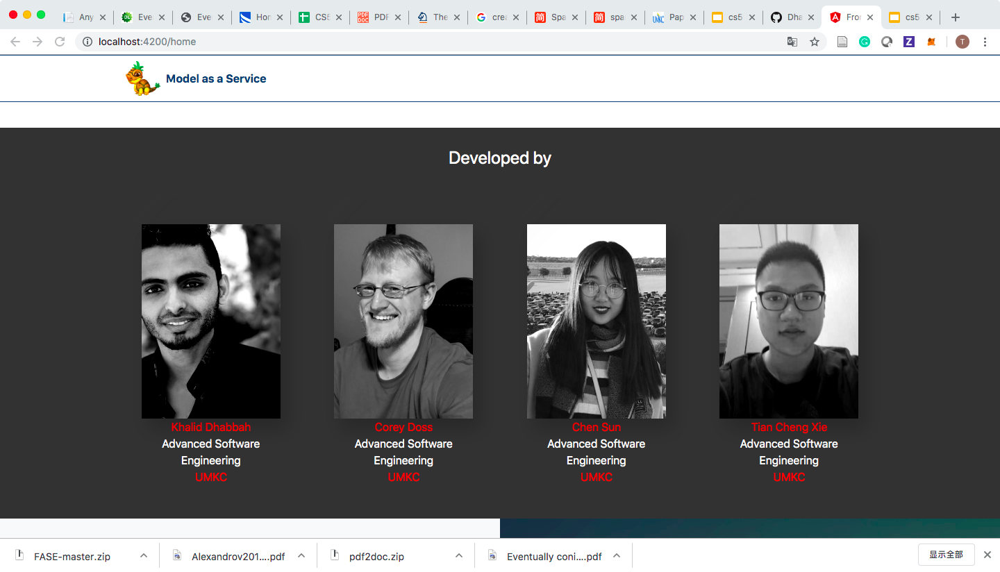 Any
Eve
Eve
Hor
CS5
PDF
The
crea
Spa
spa
Pap
cs5
Dha
Fro
cs5
localhost:4200/home
T
Model as a Service
Developed by
Khalid Dhabbah
Advanced Software
Engineering
UMKC
Corey Doss
Advanced Software
Engineering
UMKC
Chen Sun
Advanced Software
Engineering
UMKC
Tian Cheng Xie
Advanced Software
Engineering
UMKC
FASE-master.zip
Alexandrov201....pdf
pdf2doc.zip
Eventually coni....pdf
显示全部